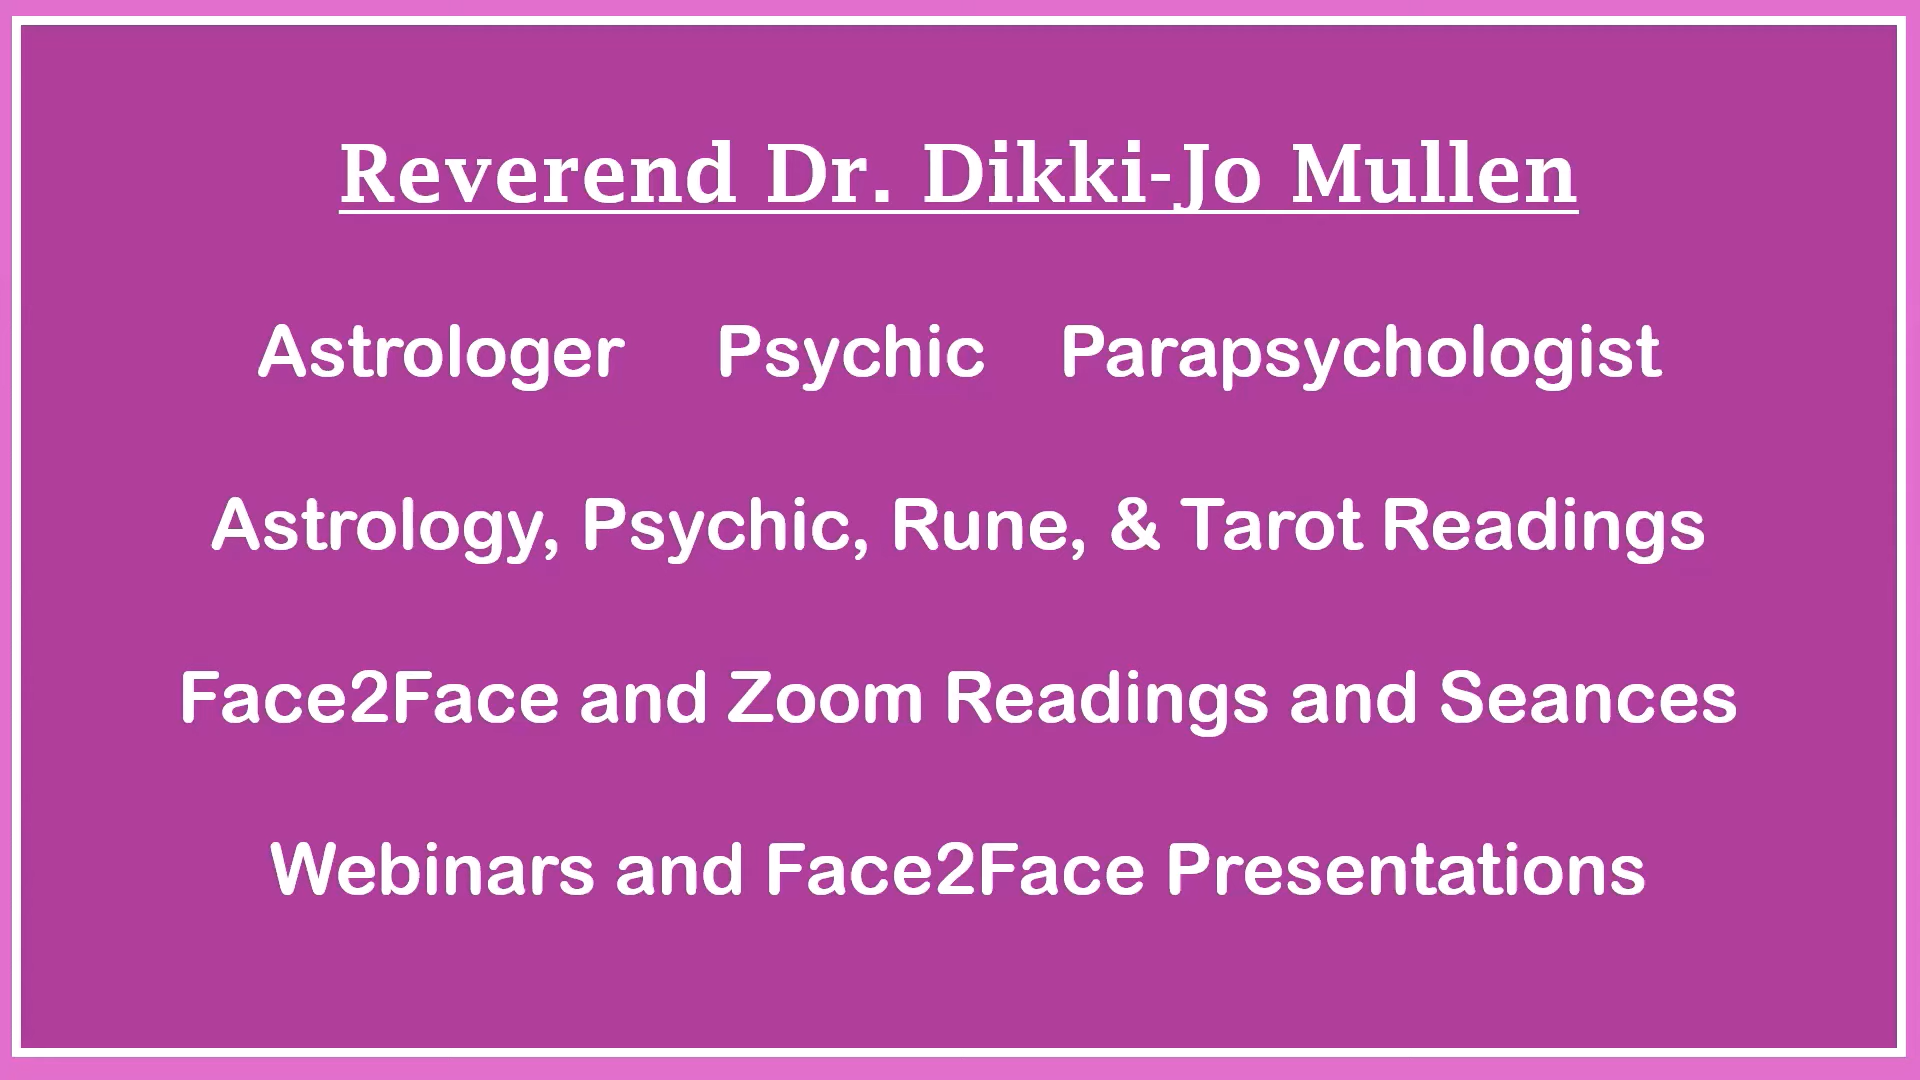 Reverend Dr. Dikki-Jo Mullen
Astrologer Psychic Parapsychologist
Astrology, Psychic, Rune, & Tarot Readings
Face2Face and Zoom Readings and Seances
Webinars and Face2Face Presentations